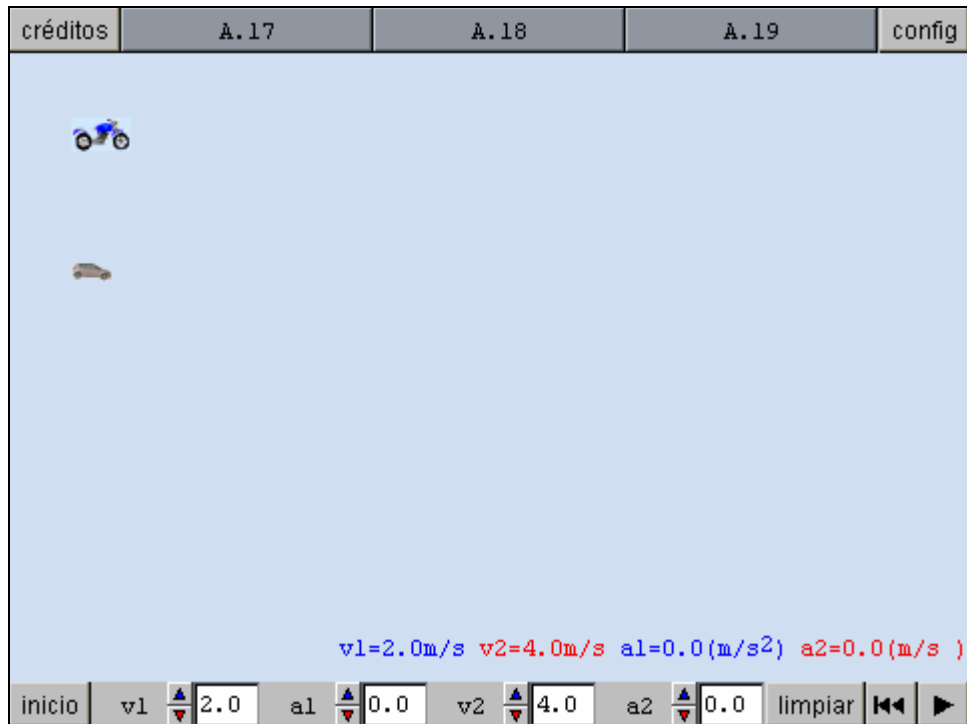 créditos A.17 A.18 A.19 config
v1=2.0m/s v2=4.0m/s a1=0.0(m/s²) a2=0.0(m/s )
inicio v1 2.0 a1 0.0 v2 4.0 a2 0.0 limpiar